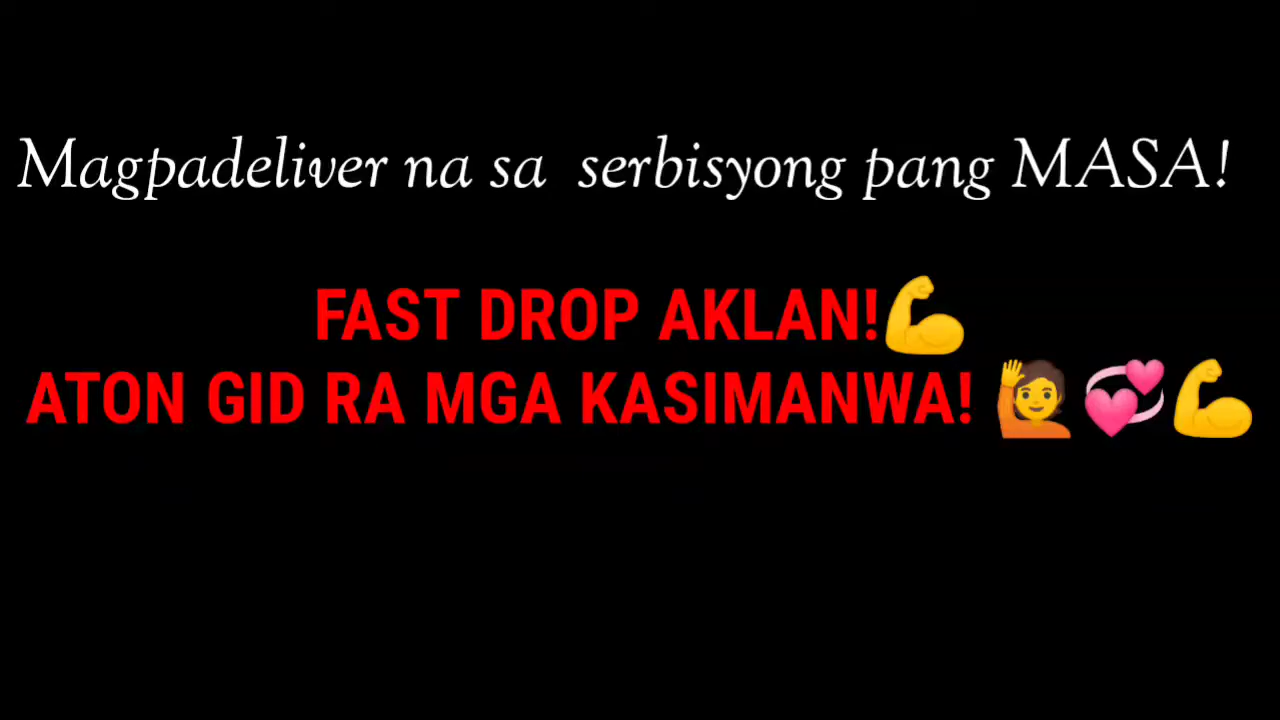 Magpadeliver na sa serbisyong pang MASA!
FAST DROP AKLAN!💪
ATON GID RA MGA KASIMANWA! 🙋💞💪